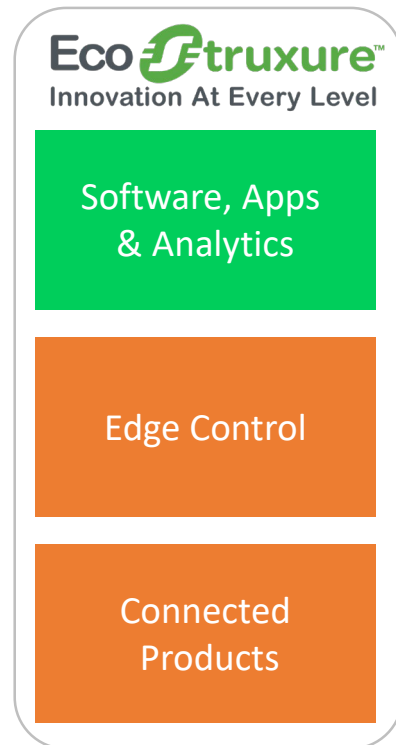 EcoStruxure™
Innovation At Every Level
Software, Apps
& Analytics
Edge Control
Connected
Products